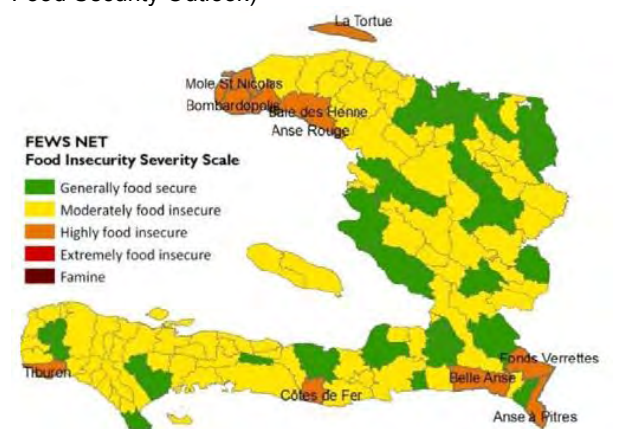 Food Security Outlook)
La Tortue
Mole St Nicolas
Bombardopolis
Baie des Henne
Anse Rouge
FEWS NET
Food Insecurity Severity Scale
Generally food secure
Moderately food insecure
Highly food insecure
Extremely food insecure
Famine
Tiburon
Côtes de Fer
Fonds Verrettes
Belle Anse
Anse à Pitres